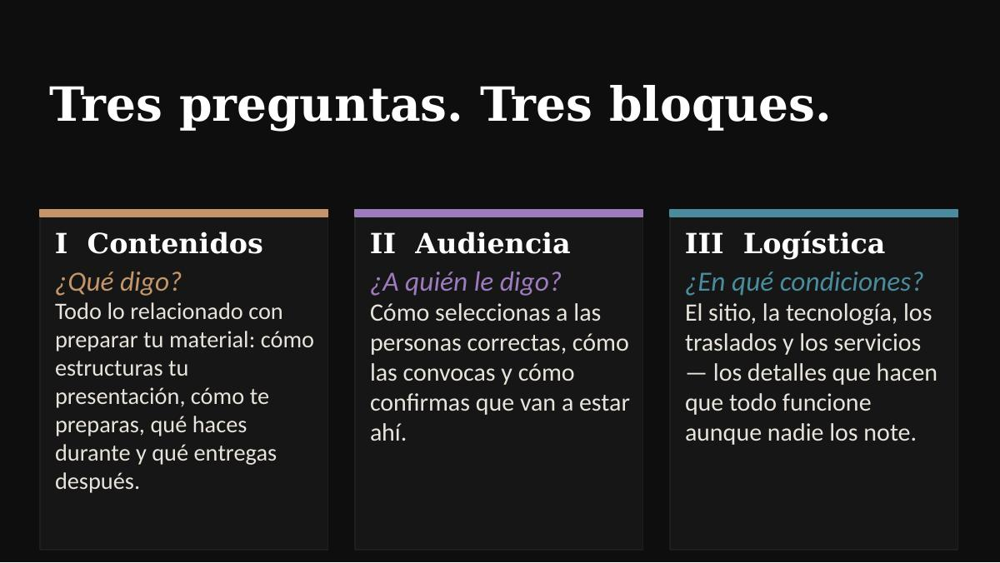 Tres preguntas. Tres bloques.
I  Contenidos
¿Qué digo?
Todo lo relacionado con
preparar tu material: cómo
estructuras tu
presentación, cómo te
preparas, qué haces
durante y qué entregas
después.
II  Audiencia
¿A quién le digo?
Cómo seleccionas a las
personas correctas, cómo
las convocas y cómo
confirmas que van a estar
ahí.
III  Logística
¿En qué condiciones?
El sitio, la tecnología, los
traslados y los servicios
— los detalles que hacen
que todo funcione
aunque nadie los note.